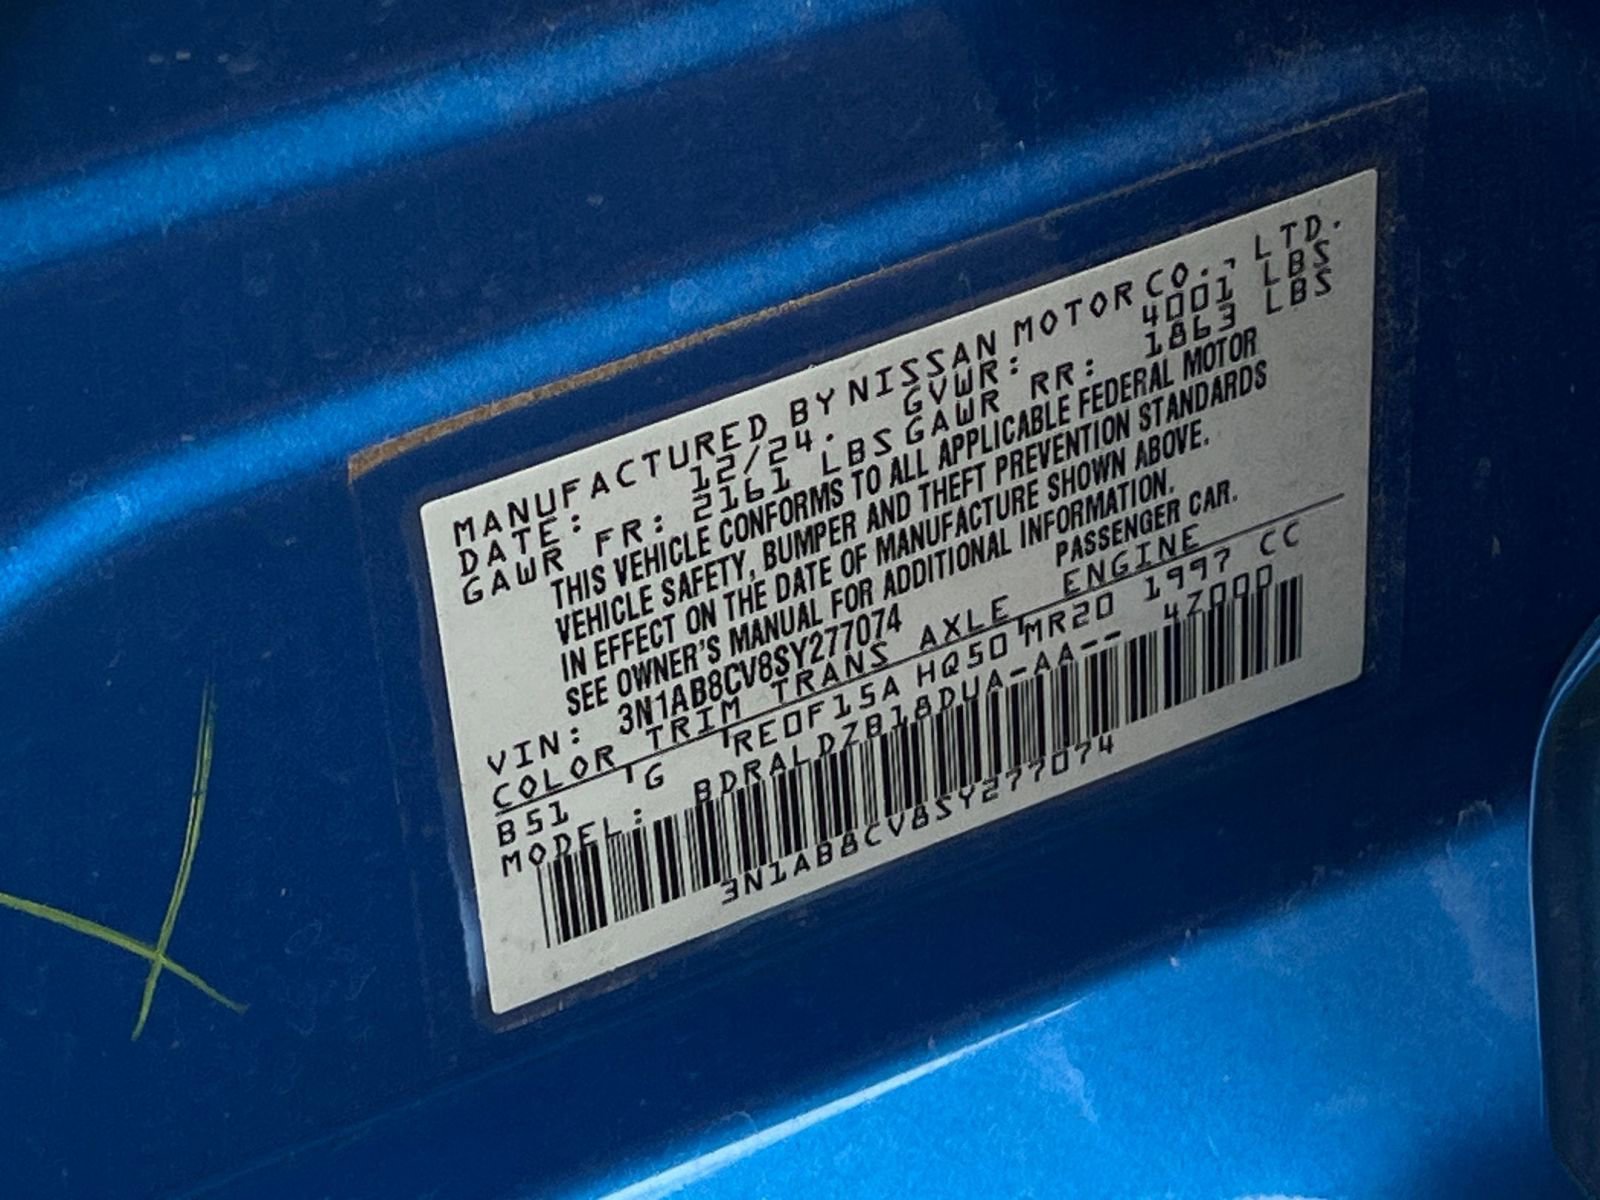 MANUFACTURED BY NISSAN MOTOR CO., LTD.
DATE: 12/24. GVWR: 4001 LBS
GAWR FR: 2161 LBS GAWR RR: 1863 LBS
THIS VEHICLE CONFORMS TO ALL APPLICABLE FEDERAL MOTOR
VEHICLE SAFETY, BUMPER AND THEFT PREVENTION STANDARDS
IN EFFECT ON THE DATE OF MANUFACTURE SHOWN ABOVE.
SEE OWNER'S MANUAL FOR ADDITIONAL INFORMATION.
VIN: 3N1AB8CV8SY277074 PASSENGER CAR.
COLOR TRIM TRANS AXLE ENGINE
B51 G RE0F15A HQ50 MR20 1997 CC
MODEL: BDRALDZB18DUA-AA-- 4Z00D
3N1AB8CV8SY277074